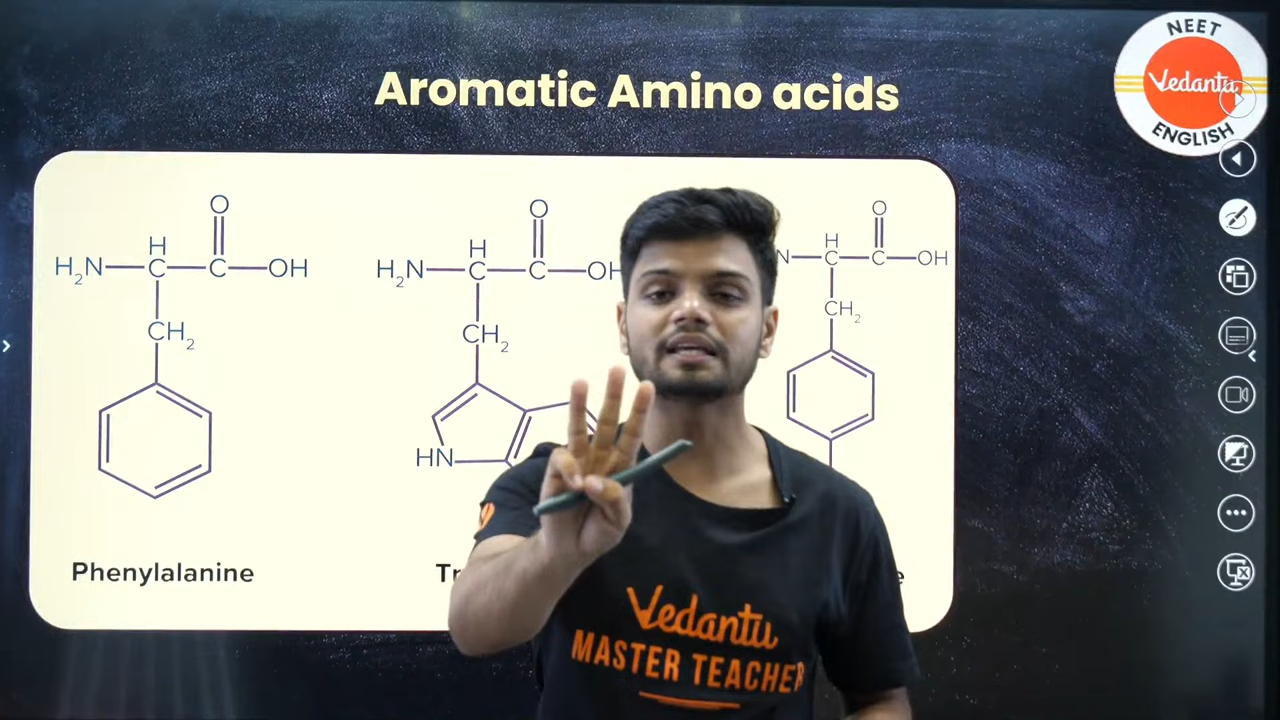 Aromatic Amino acids
NEET
Vedantu
ENGLISH
O
H
H₂N
C
C
OH
CH₂
Phenylalanine
O
H
H₂N
C
C
OH
CH₂
HN
Tr
O
H
N
C
C
OH
CH₂
e
Vedantu
MASTER TEACHER